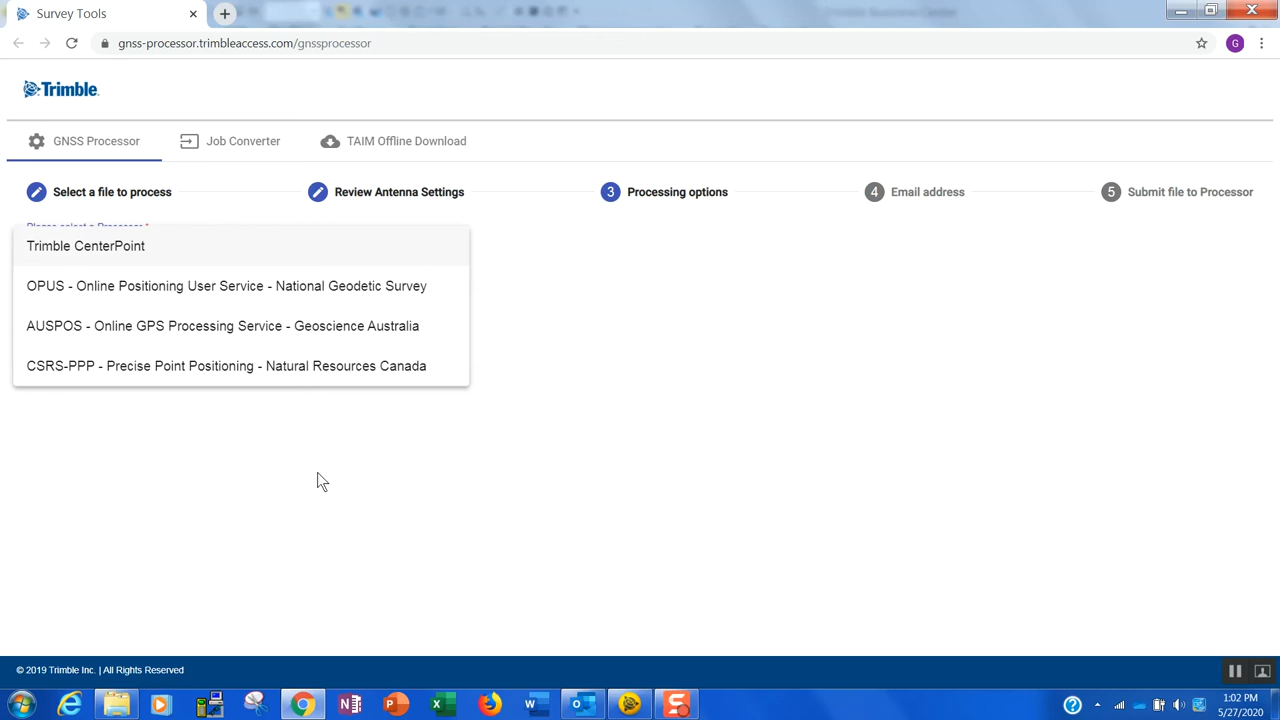 Survey Tools
gnss-processor.trimbleaccess.com/gnssprocessor
G
Trimble
GNSS Processor
Job Converter
TAIM Offline Download
Select a file to process
Review Antenna Settings
3 Processing options
4 Email address
5 Submit file to Processor
Please select a Processor *
Trimble CenterPoint
OPUS - Online Positioning User Service - National Geodetic Survey
AUSPOS - Online GPS Processing Service - Geoscience Australia
CSRS-PPP - Precise Point Positioning - Natural Resources Canada
© 2019 Trimble Inc. | All Rights Reserved
1:02 PM
5/27/2020